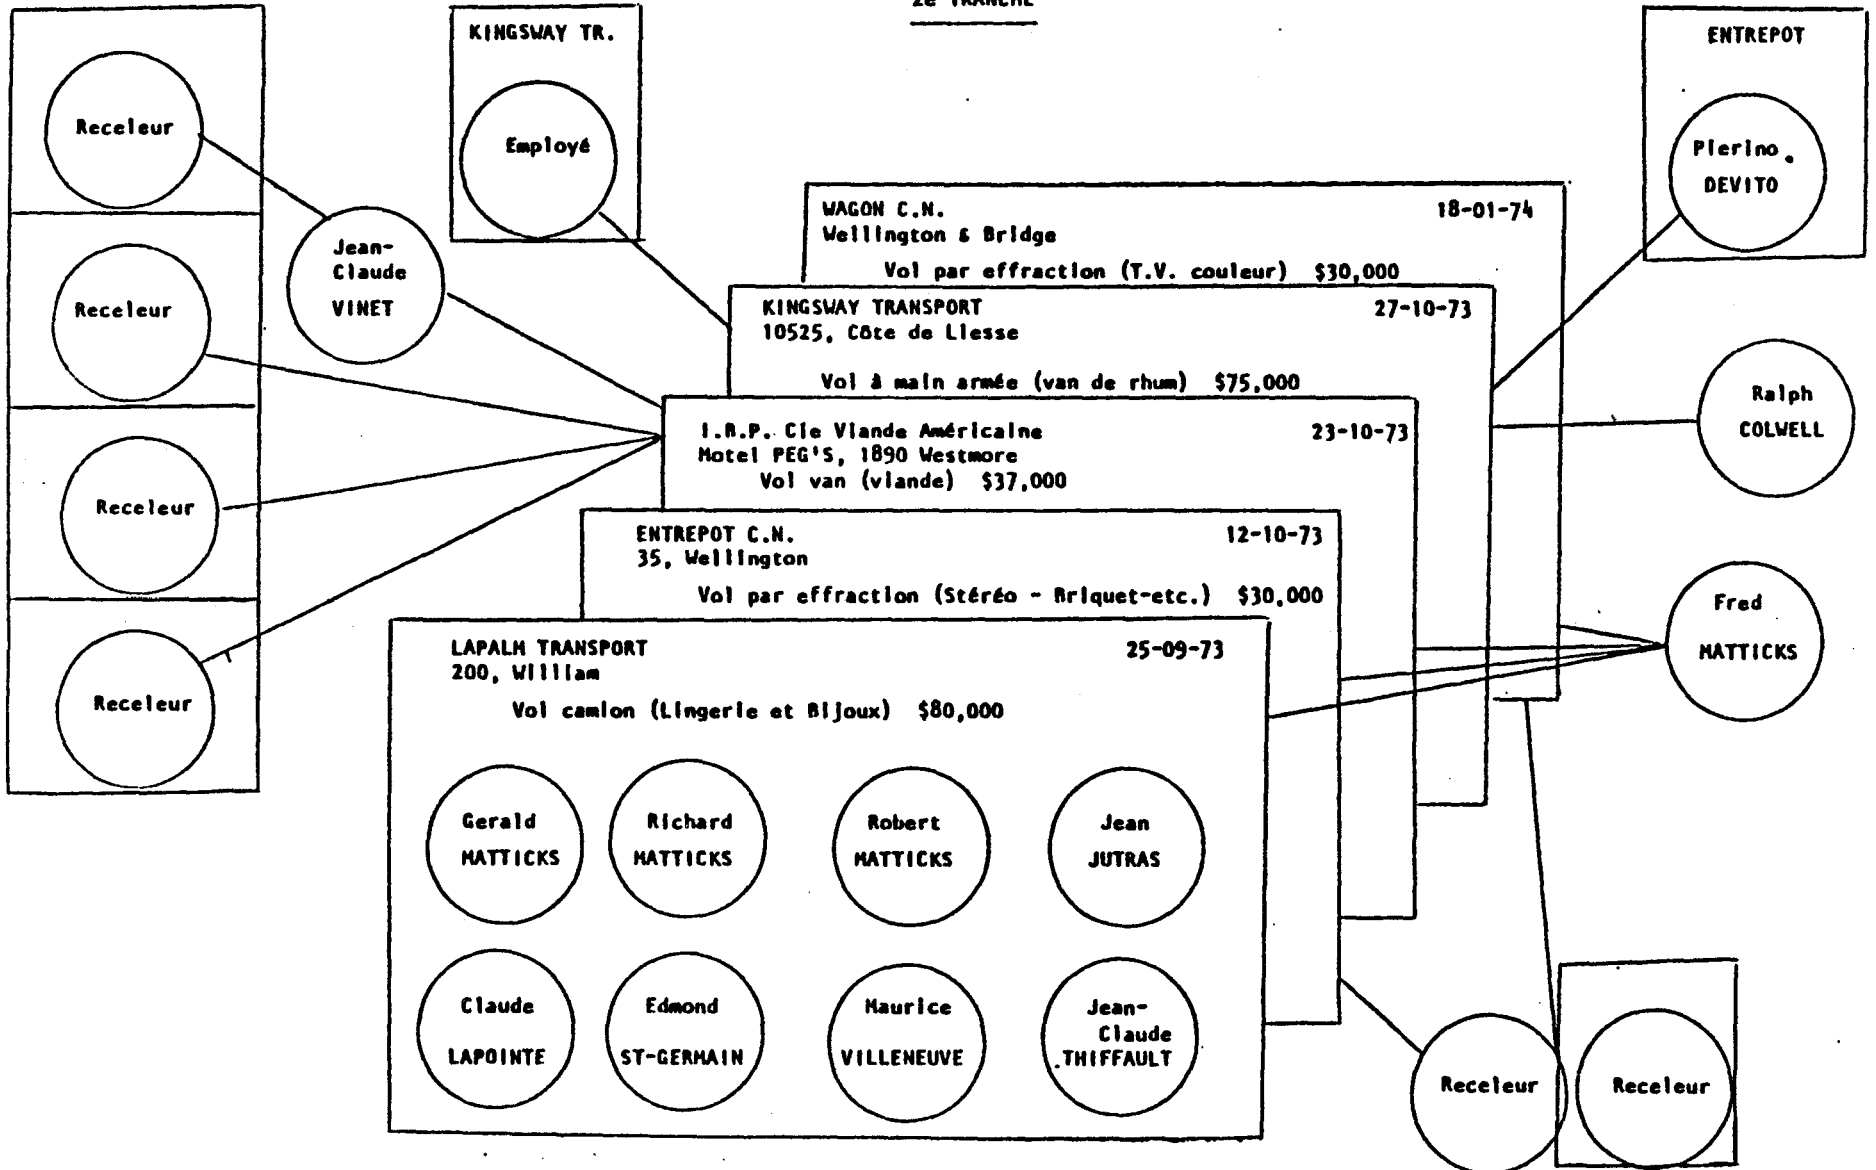 2e TRANCHE
KINGSWAY TR.
Employé
ENTREPOT
Pierino
DEVITO
Receleur
Receleur
Receleur
Receleur
Jean-
Claude
VINET
WAGON C.N. 18-01-74
Wellington & Bridge
Vol par effraction (T.V. couleur) $30,000
KINGSWAY TRANSPORT 27-10-73
10525, Côte de Liesse
Vol à main armée (van de rhum) $75,000
Ralph
COLWELL
I.B.P. Cie Viande Américaine 23-10-73
Motel PEG'S, 1890 Westmore
Vol van (viande) $37,000
ENTREPOT C.N. 12-10-73
35, Wellington
Vol par effraction (Stéréo - Briquet-etc.) $30,000
Fred
MATTICKS
LAPALM TRANSPORT 25-09-73
200, William
Vol camion (Lingerie et Bijoux) $80,000
Gerald
MATTICKS
Richard
MATTICKS
Robert
MATTICKS
Jean
JUTRAS
Claude
LAPOINTE
Edmond
ST-GERMAIN
Maurice
VILLENEUVE
Jean-
Claude
THIFFAULT
Receleur
Receleur